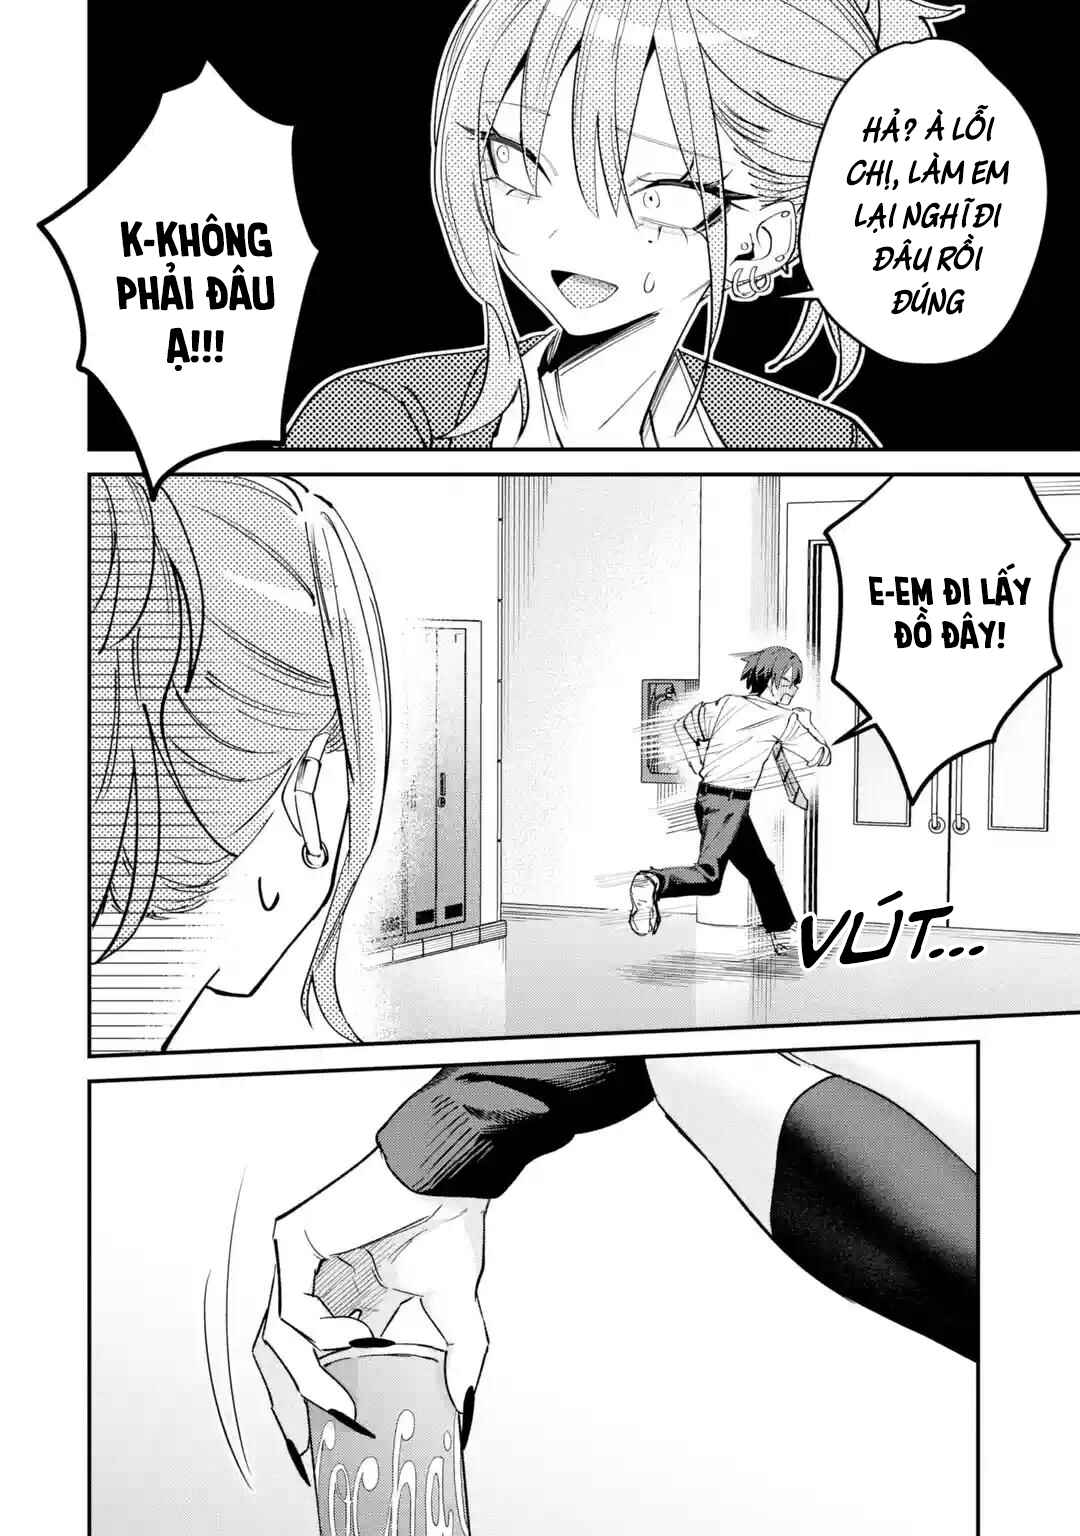 HẢ? À LỖI
CHỊ, LÀM EM
LẠI NGHĨ ĐI
ĐÂU RỒI
ĐÚNG
K-KHÔNG
PHẢI ĐÂU
Ạ!!!
E-EM ĐI LẤY
ĐỒ ĐÂY!
VÚT...